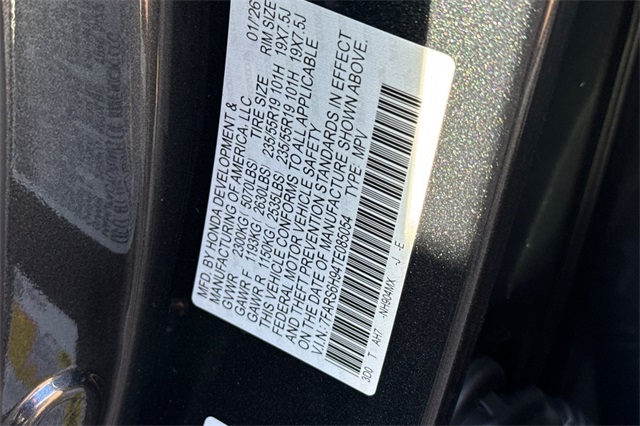 MFD. BY HONDA DEVELOPMENT & 01/26
MANUFACTURING OF AMERICA, LLC
TIRE SIZE RIM SIZE
GVWR 2300KG( 5070LBS)
GAWR F 1193KG( 2630LBS) 235/55R19 101H 19X7.5J
GAWR R 1150KG( 2535LBS) 235/55R19 101H 19X7.5J
THIS VEHICLE CONFORMS TO ALL APPLICABLE
FEDERAL MOTOR VEHICLE SAFETY
AND THEFT PREVENTION STANDARDS IN EFFECT
ON THE DATE OF MANUFACTURE SHOWN ABOVE.
V.I.N.: 7FARS6H94TE085054 TYPE: MPV
3D0 T AH7 -NH904MX J -E